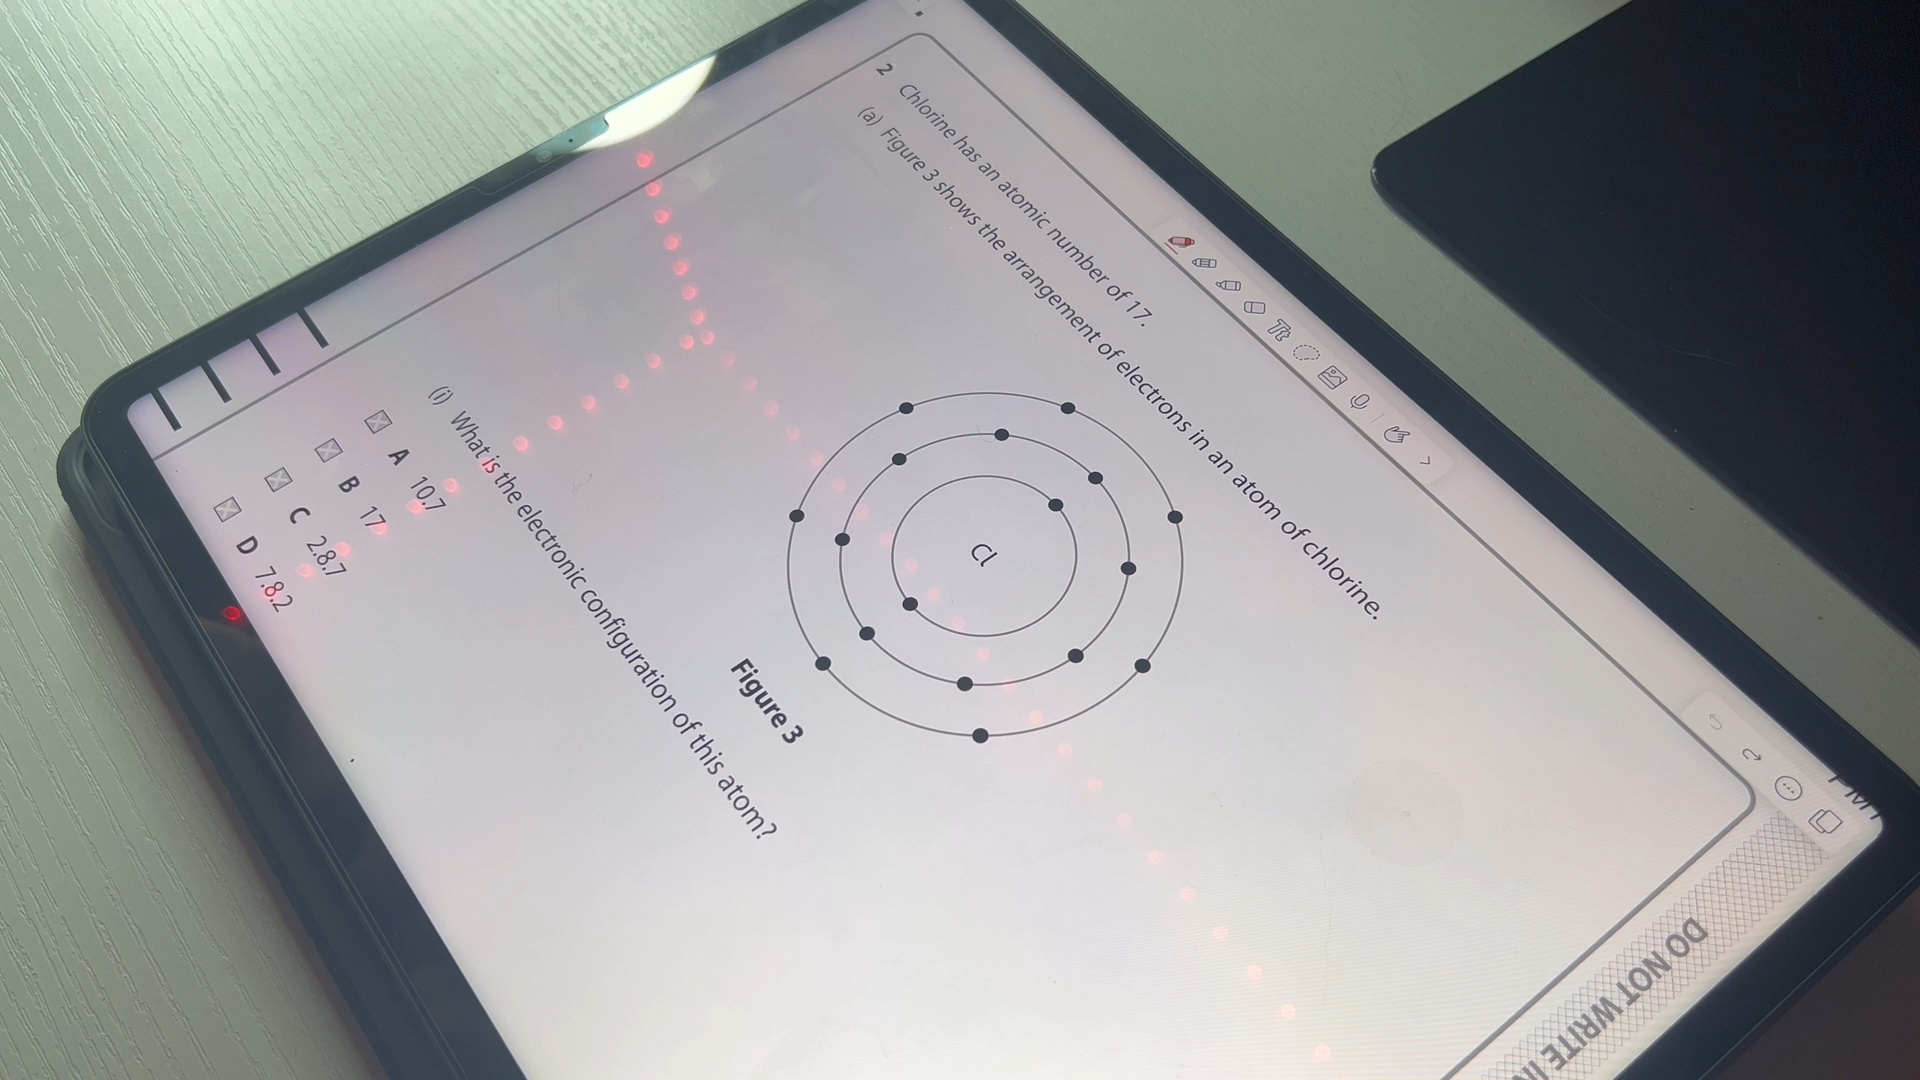 2 Chlorine has an atomic number of 17.
(a) Figure 3 shows the arrangement of electrons in an atom of chlorine.
Cl
Figure 3
(i) What is the electronic configuration of this atom?
A 10.7
B 17
C 2.8.7
D 7.8.2
DO NOT WRITE IN
Tt